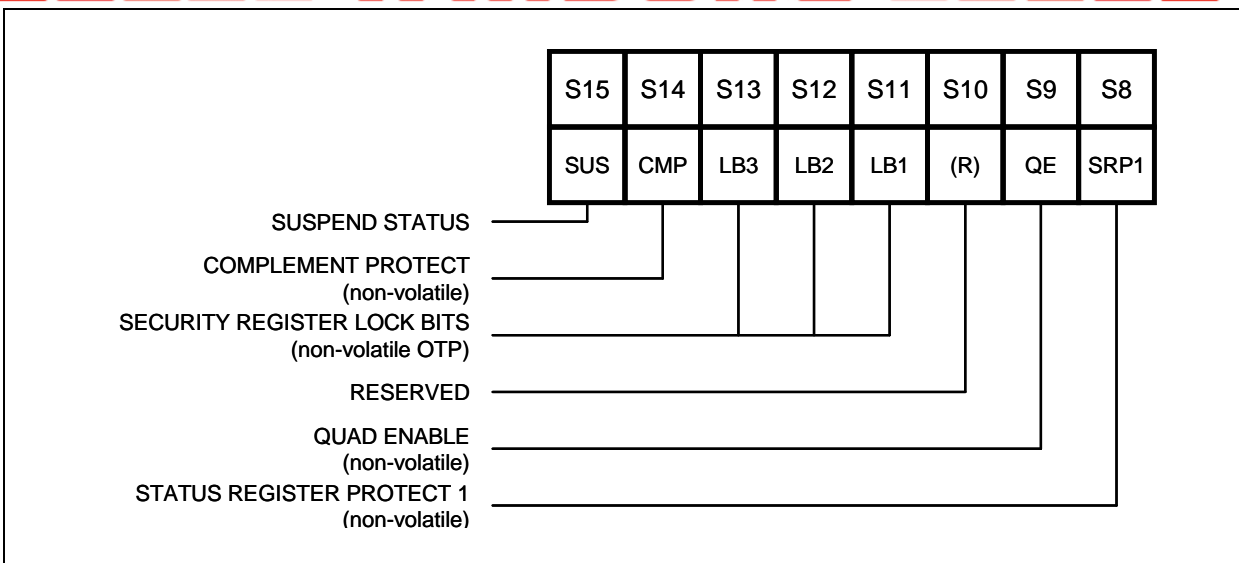 S15 S14 S13 S12 S11 S10 S9 S8
SUS CMP LB3 LB2 LB1 (R) QE SRP1
SUSPEND STATUS
COMPLEMENT PROTECT
(non-volatile)
SECURITY REGISTER LOCK BITS
(non-volatile OTP)
RESERVED
QUAD ENABLE
(non-volatile)
STATUS REGISTER PROTECT 1
(non-volatile)